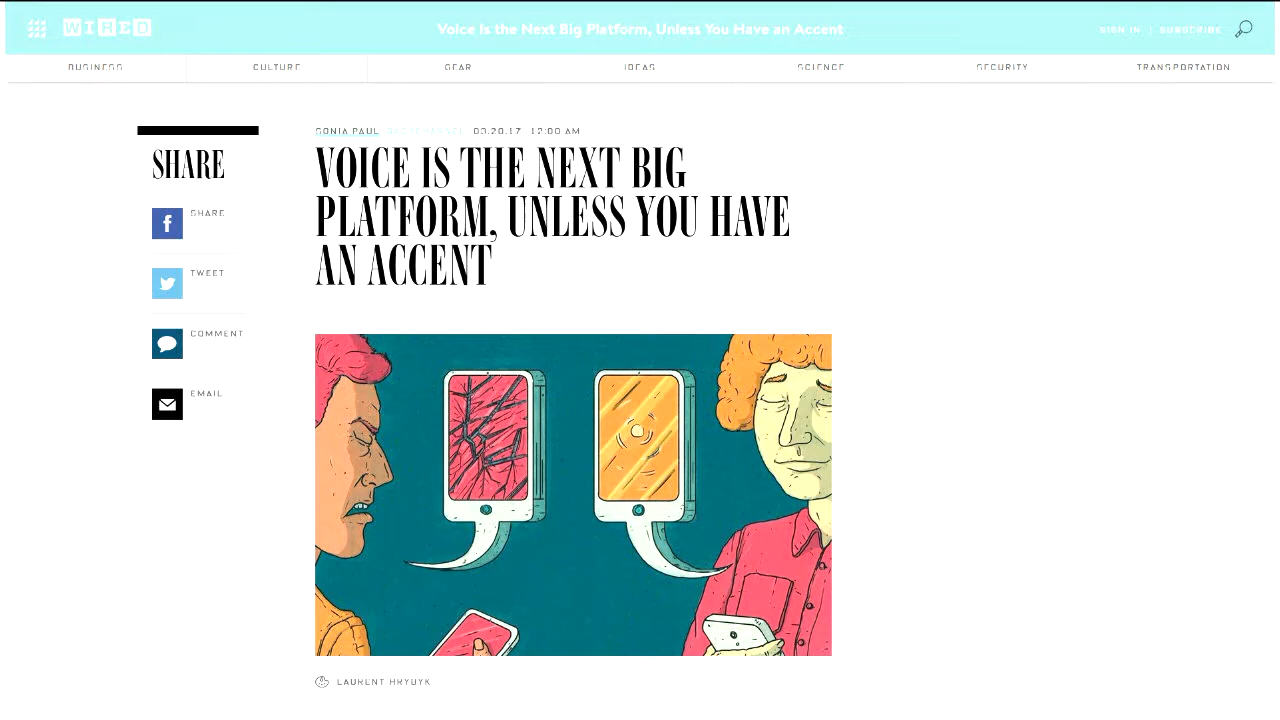 WIRED
Voice Is the Next Big Platform, Unless You Have an Accent
SIGN IN | SUBSCRIBE
BUSINESS
CULTURE
GEAR
IDEAS
SCIENCE
SECURITY
TRANSPORTATION
SHARE
SHARE
TWEET
COMMENT
EMAIL
SONIA PAUL BACKCHANNEL 03.20.17 12:00 AM
VOICE IS THE NEXT BIG
PLATFORM, UNLESS YOU HAVE
AN ACCENT
LAURENT HRYBYK